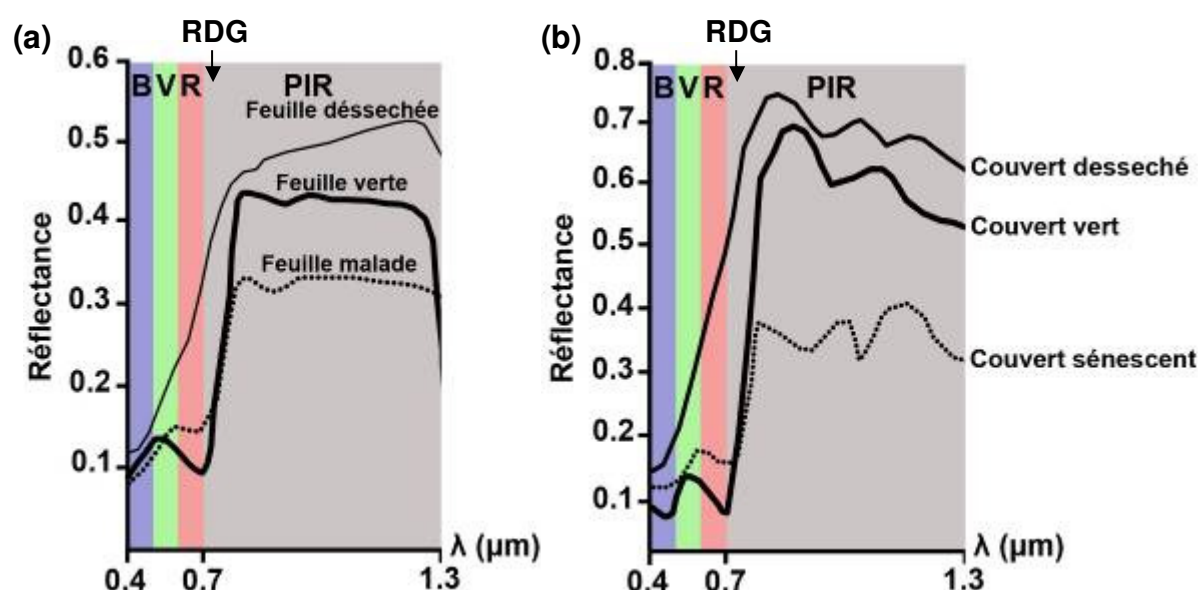 (a)
RDG
0.6
0.5
0.4
0.3
0.2
0.1
Réflectance
B V R
PIR
Feuille déssechée
Feuille verte
Feuille malade
λ (µm)
0.4
0.7
1.3
(b)
RDG
0.8
0.7
0.6
0.5
0.4
0.3
0.2
0.1
Réflectance
B V R
PIR
Couvert desseché
Couvert vert
Couvert sénescent
λ (µm)
0.4
0.7
1.3